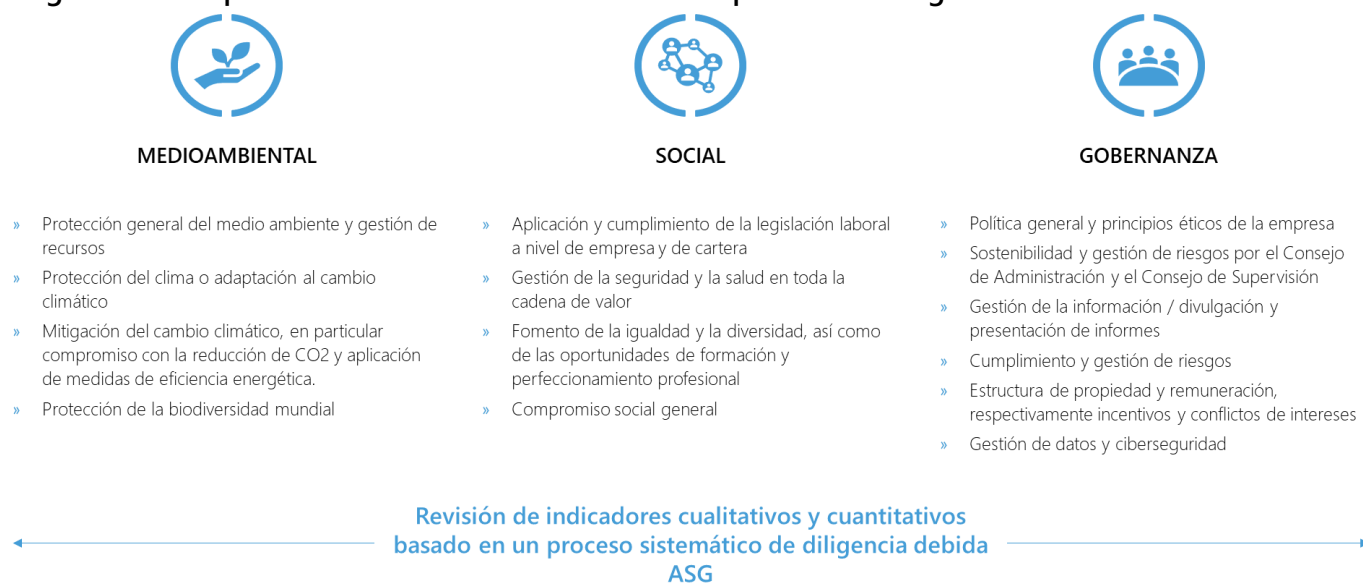 MEDIOAMBIENTAL
» Protección general del medio ambiente y gestión de
recursos
» Protección del clima o adaptación al cambio
climático
» Mitigación del cambio climático, en particular
compromiso con la reducción de CO2 y aplicación
de medidas de eficiencia energética.
» Protección de la biodiversidad mundial
SOCIAL
» Aplicación y cumplimiento de la legislación laboral
a nivel de empresa y de cartera
» Gestión de la seguridad y la salud en toda la
cadena de valor
» Fomento de la igualdad y la diversidad, así como
de las oportunidades de formación y
perfeccionamiento profesional
» Compromiso social general
GOBERNANZA
» Política general y principios éticos de la empresa
» Sostenibilidad y gestión de riesgos por el Consejo
de Administración y el Consejo de Supervisión
» Gestión de la información / divulgación y
presentación de informes
» Cumplimiento y gestión de riesgos
» Estructura de propiedad y remuneración,
respectivamente incentivos y conflictos de intereses
» Gestión de datos y ciberseguridad
Revisión de indicadores cualitativos y cuantitativos
basado en un proceso sistemático de diligencia debida
ASG